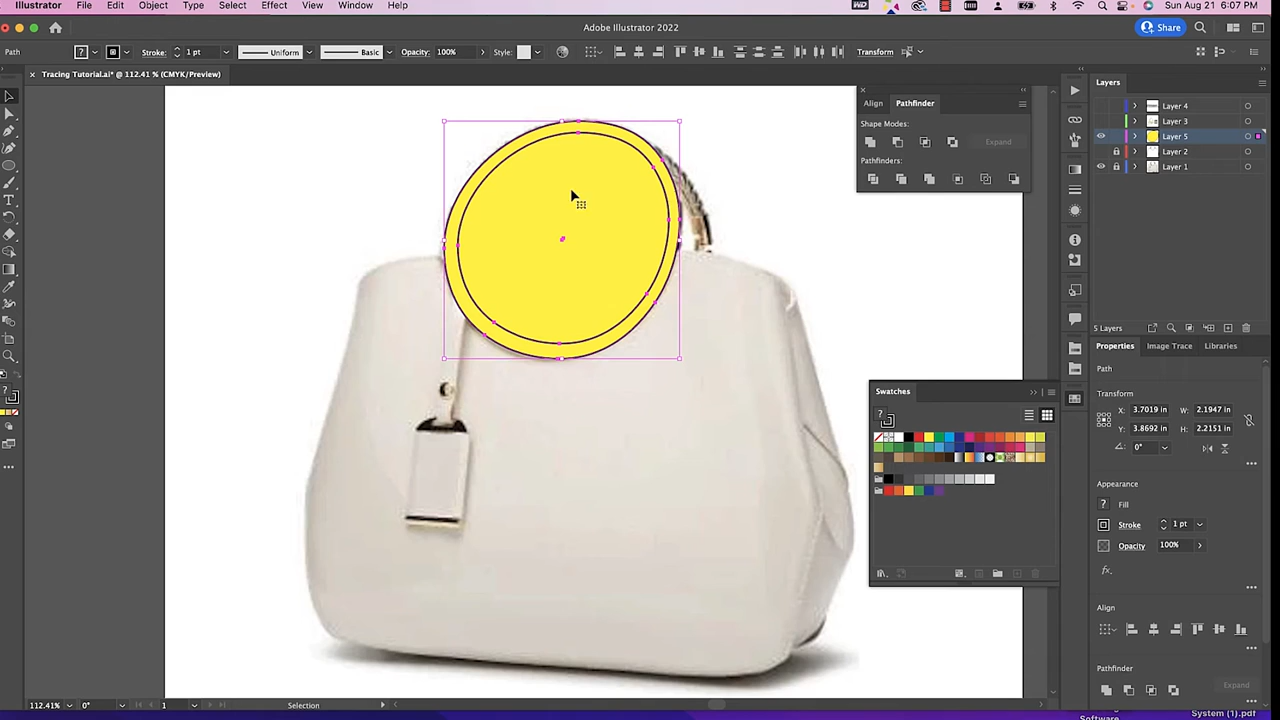 Illustrator File Edit Object Type Select Effect View Window Help
Sun Aug 21 6:07 PM
Adobe Illustrator 2022
Share
Path
Stroke: 1 pt Uniform Basic Opacity: 100% Style: Transform
Tracing Tutorial.ai* @ 112.41 % (CMYK/Preview)
Align Pathfinder
Shape Modes:
Expand
Pathfinders:
Layers
Layer 4
Layer 3
Layer 5
Layer 2
Layer 1
5 Layers
Properties Image Trace Libraries
Path
Transform
X: 3.7019 in W: 2.1947 in
Y: 3.8692 in H: 2.2151 in
0°
Appearance
? Fill
Stroke 1 pt
Opacity 100%
fx.
Align
Pathfinder
Expand
Swatches
?
112.41% 0° 1 Selection
System (1).pdf
Software